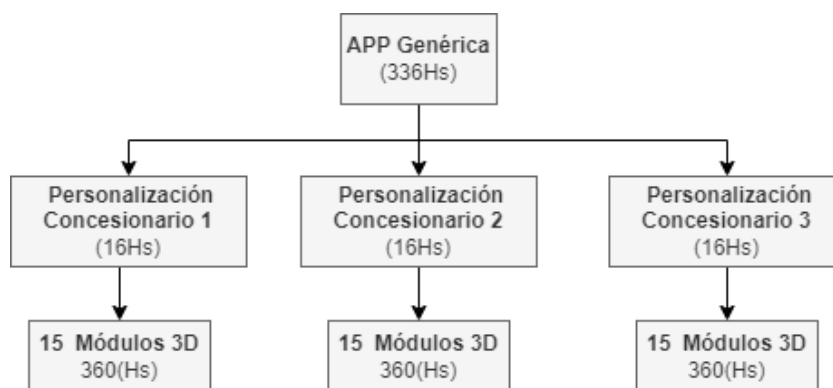 APP Genérica
(336Hs)
Personalización
Concesionario 1
(16Hs)
Personalización
Concesionario 2
(16Hs)
Personalización
Concesionario 3
(16Hs)
15 Módulos 3D
360(Hs)
15 Módulos 3D
360(Hs)
15 Módulos 3D
360(Hs)